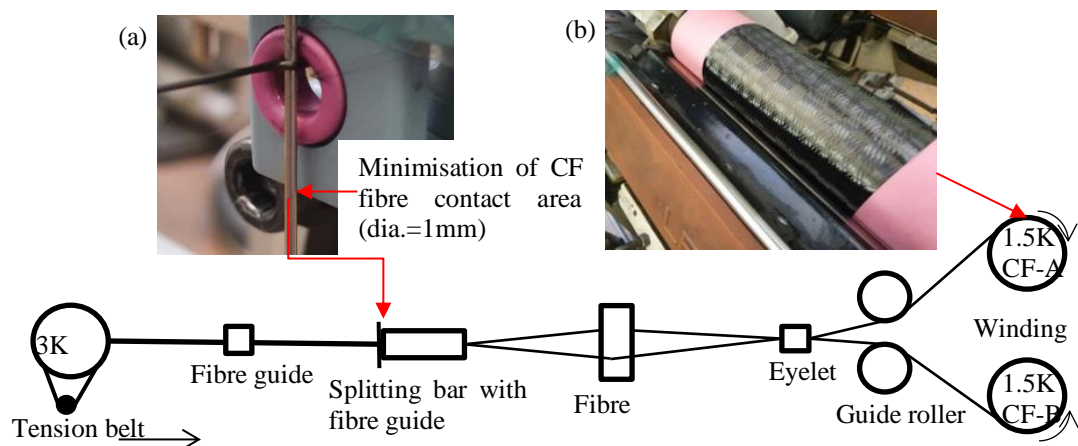 (a)
(b)
Minimisation of CF
fibre contact area
(dia.=1mm)
3K
Fibre guide
Tension belt
Splitting bar with
fibre guide
Fibre
Eyelet
Guide roller
1.5K
CF-A
Winding
1.5K
CF-B